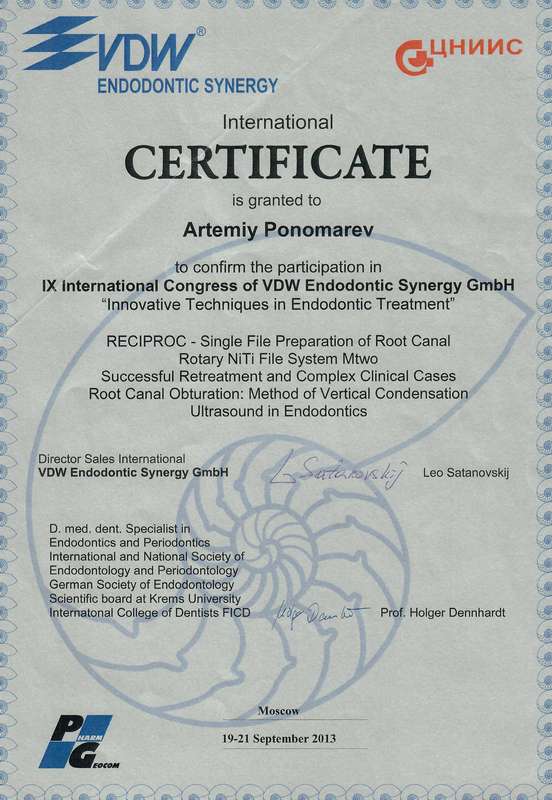 VDW®
ENDODONTIC SYNERGY
ЦНИИС
International
CERTIFICATE
is granted to
Artemiy Ponomarev
to confirm the participation in
IX international Congress of VDW Endodontic Synergy GmbH
“Innovative Techniques in Endodontic Treatment”
RECIPROC - Single File Preparation of Root Canal
Rotary NiTi File System Mtwo
Successful Retreatment and Complex Clinical Cases
Root Canal Obturation: Method of Vertical Condensation
Ultrasound in Endodontics
Director Sales International
VDW Endodontic Synergy GmbH
L Satanovskij
Leo Satanovskij
D. med. dent. Specialist in
Endodontics and Periodontics
International and National Society of
Endodontology and Periodontology
German Society of Endodontology
Scientific board at Krems University
International College of Dentists FICD
Prof. Holger Dennhardt
Moscow
19-21 September 2013
PHARM
GEOCOM